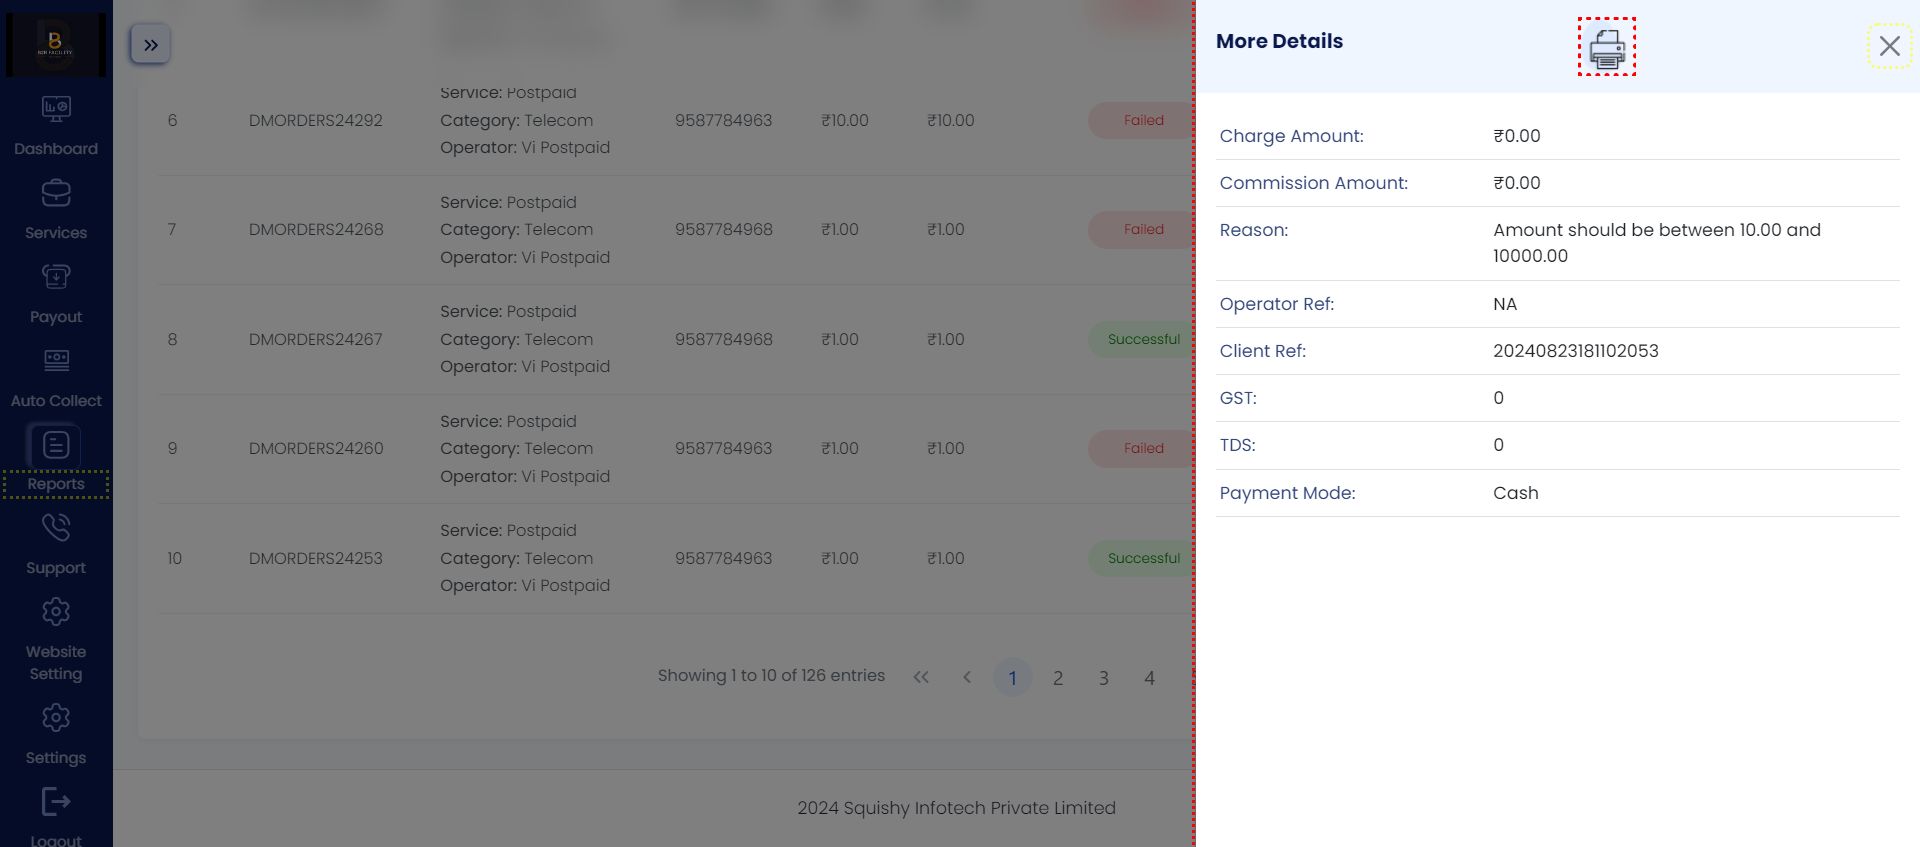 B2B FACILITY
Dashboard
Services
Payout
Auto Collect
Reports
Support
Website
Setting
Settings
Logout
Service: Postpaid
6 DMORDERS24292 Category: Telecom 9587784963 ₹10.00 ₹10.00 Failed
Operator: Vi Postpaid
Service: Postpaid
7 DMORDERS24268 Category: Telecom 9587784968 ₹1.00 ₹1.00 Failed
Operator: Vi Postpaid
Service: Postpaid
8 DMORDERS24267 Category: Telecom 9587784968 ₹1.00 ₹1.00 Successful
Operator: Vi Postpaid
Service: Postpaid
9 DMORDERS24260 Category: Telecom 9587784963 ₹1.00 ₹1.00 Failed
Operator: Vi Postpaid
Service: Postpaid
10 DMORDERS24253 Category: Telecom 9587784963 ₹1.00 ₹1.00 Successful
Operator: Vi Postpaid
Showing 1 to 10 of 126 entries 1 2 3 4
2024 Squishy Infotech Private Limited
More Details
Charge Amount: ₹0.00
Commission Amount: ₹0.00
Reason: Amount should be between 10.00 and
10000.00
Operator Ref: NA
Client Ref: 20240823181102053
GST: 0
TDS: 0
Payment Mode: Cash